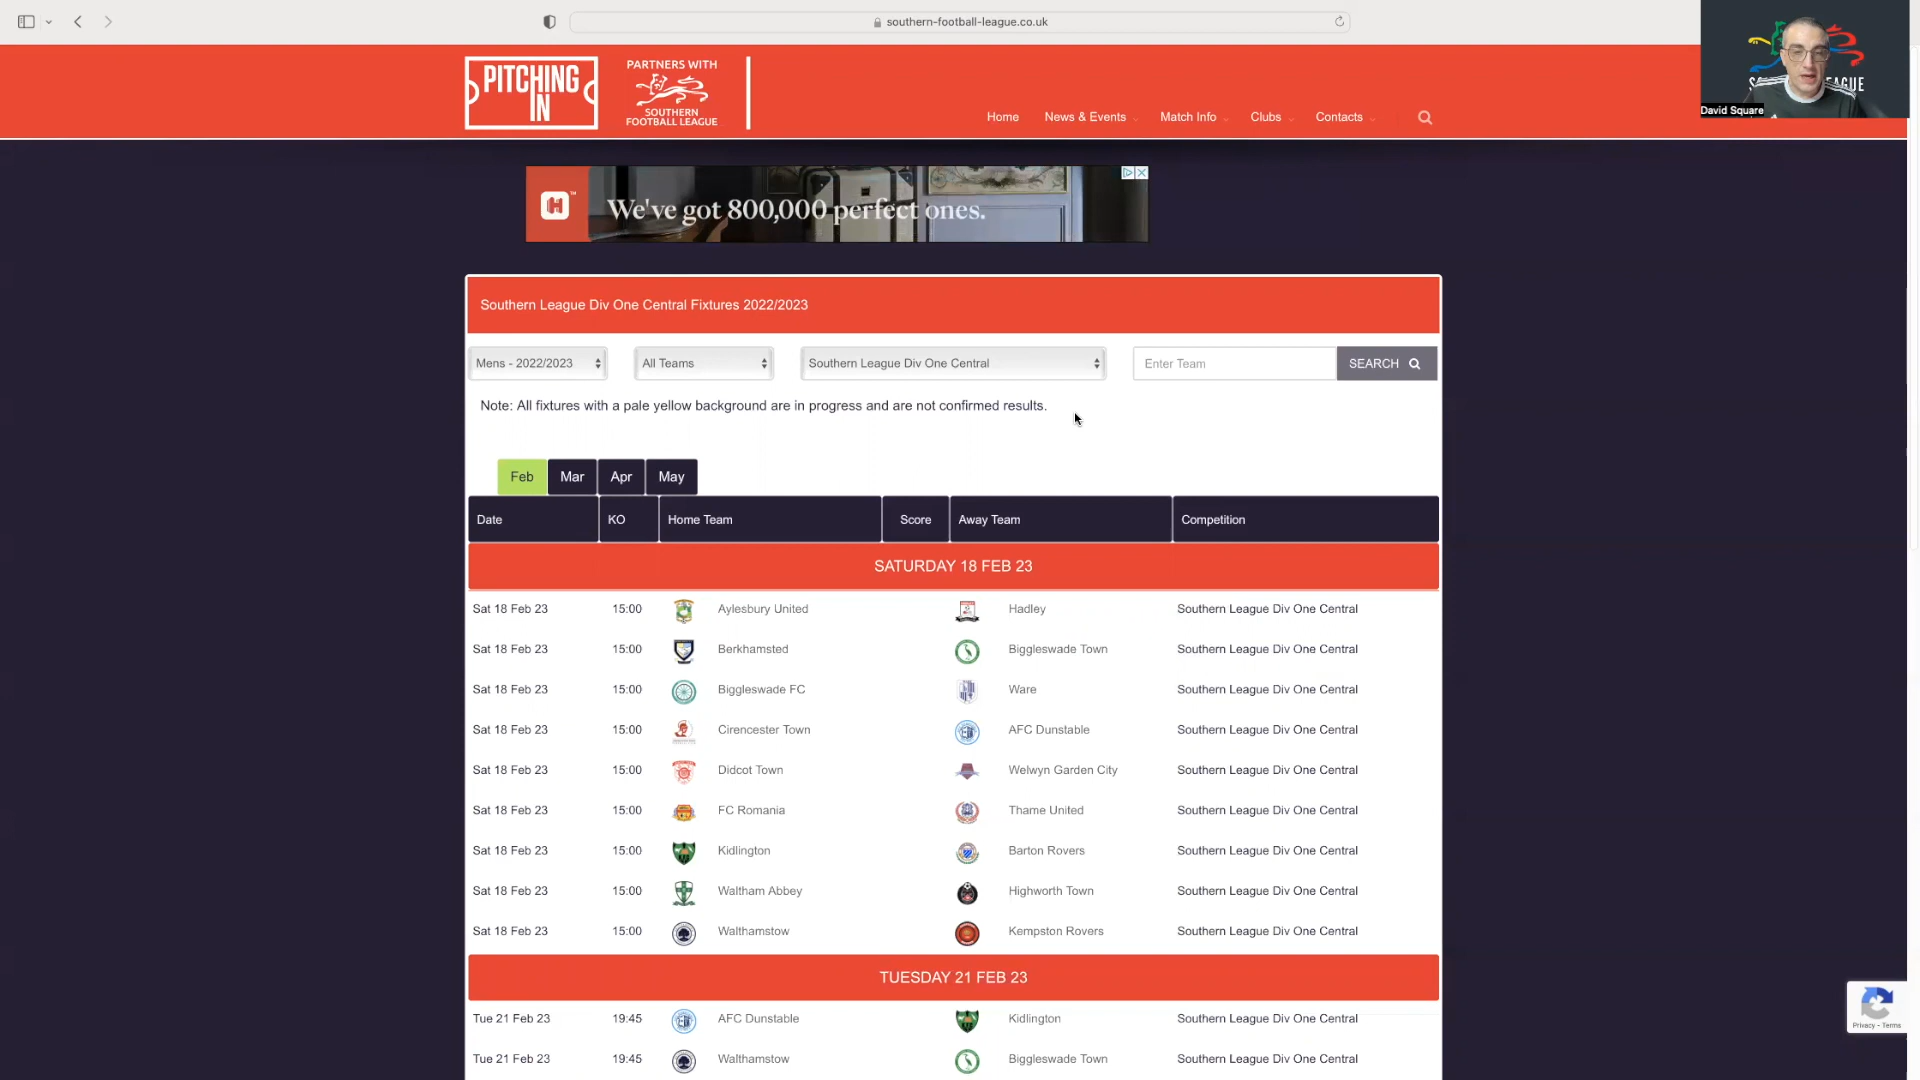 southern-football-league.co.uk
PITCHING IN
PARTNERS WITH
SOUTHERN
FOOTBALL LEAGUE
Home News & Events Match Info Clubs Contacts
David Square
We've got 800,000 perfect ones.
Southern League Div One Central Fixtures 2022/2023
Mens - 2022/2023 All Teams Southern League Div One Central Enter Team SEARCH
Note: All fixtures with a pale yellow background are in progress and are not confirmed results.
Feb Mar Apr May
Date KO Home Team Score Away Team Competition
SATURDAY 18 FEB 23
Sat 18 Feb 23 15:00 Aylesbury United Hadley Southern League Div One Central
Sat 18 Feb 23 15:00 Berkhamsted Biggleswade Town Southern League Div One Central
Sat 18 Feb 23 15:00 Biggleswade FC Ware Southern League Div One Central
Sat 18 Feb 23 15:00 Cirencester Town AFC Dunstable Southern League Div One Central
Sat 18 Feb 23 15:00 Didcot Town Welwyn Garden City Southern League Div One Central
Sat 18 Feb 23 15:00 FC Romania Thame United Southern League Div One Central
Sat 18 Feb 23 15:00 Kidlington Barton Rovers Southern League Div One Central
Sat 18 Feb 23 15:00 Waltham Abbey Highworth Town Southern League Div One Central
Sat 18 Feb 23 15:00 Walthamstow Kempston Rovers Southern League Div One Central
TUESDAY 21 FEB 23
Tue 21 Feb 23 19:45 AFC Dunstable Kidlington Southern League Div One Central
Tue 21 Feb 23 19:45 Walthamstow Biggleswade Town Southern League Div One Central
Privacy - Terms